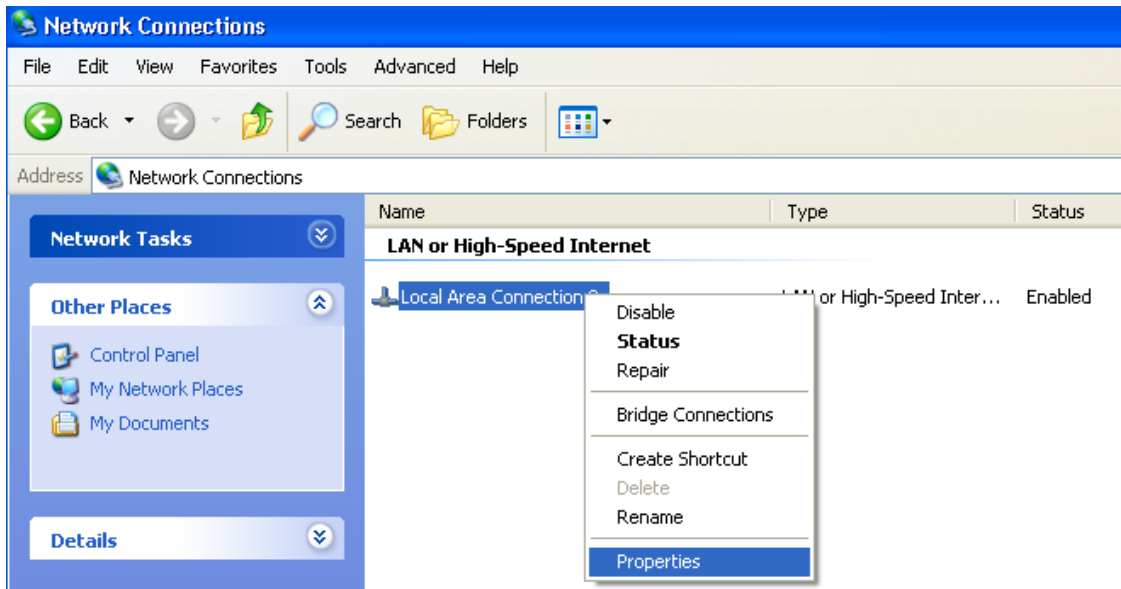 Network Connections
File Edit View Favorites Tools Advanced Help
Back Search Folders
Address Network Connections
Name Type Status
Network Tasks
LAN or High-Speed Internet
Other Places
Local Area Connection or High-Speed Inter... Enabled
Control Panel
My Network Places
My Documents
Details
Disable
Status
Repair
Bridge Connections
Create Shortcut
Delete
Rename
Properties